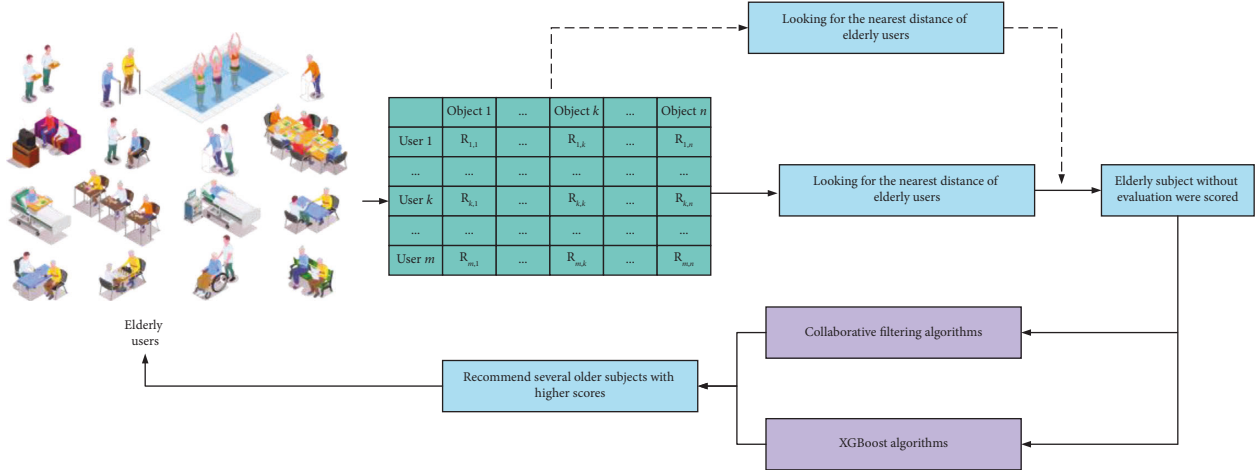 Looking for the nearest distance of
elderly users
Object 1 ... Object k ... Object n
User 1 R1,1 ... R1,k ... R1,n
... ... ... ... ... ...
User k Rk,1 ... Rk,k ... Rk,n
... ... ... ... ... ...
User m Rm,1 ... Rm,k ... Rm,n
Looking for the nearest distance of
elderly users
Elderly subject without
evaluation were scored
Elderly
users
Collaborative filtering algorithms
Recommend several older subjects with
higher scores
XGBoost algorithms